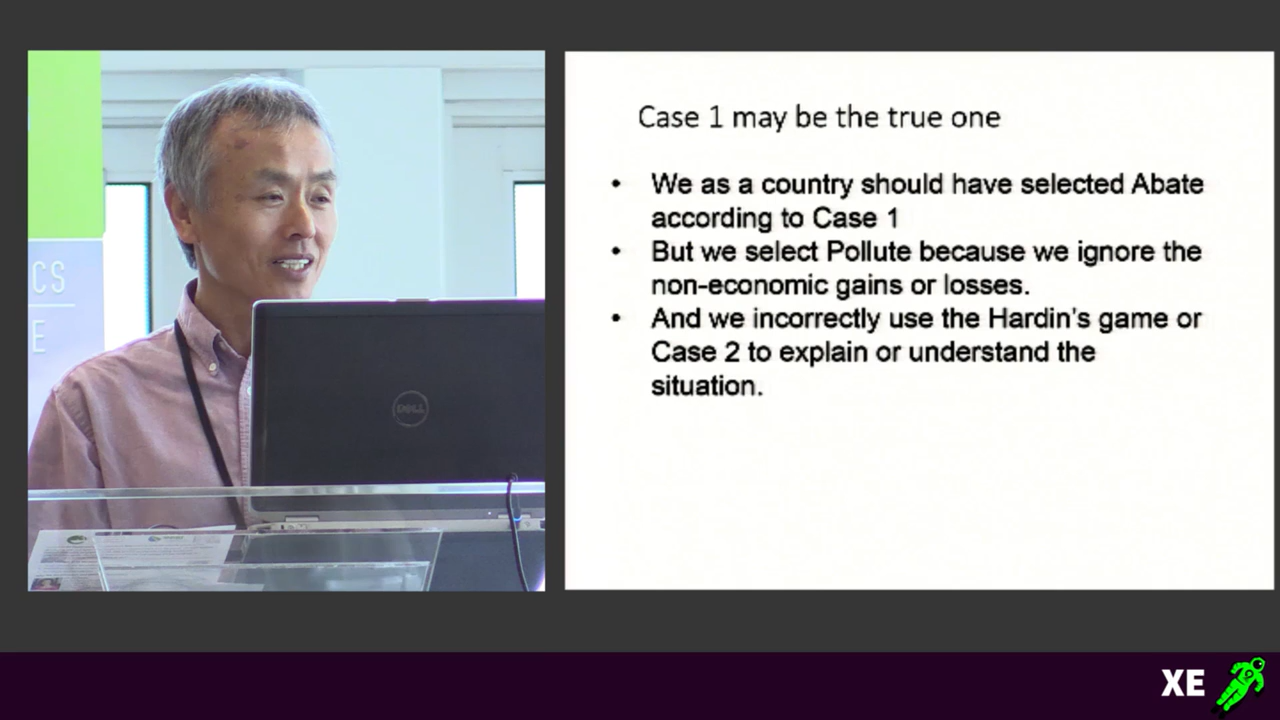 CS
E
DELL
Case 1 may be the true one
• We as a country should have selected Abate
according to Case 1
• But we select Pollute because we ignore the
non-economic gains or losses.
• And we incorrectly use the Hardin's game or
Case 2 to explain or understand the
situation.
XE